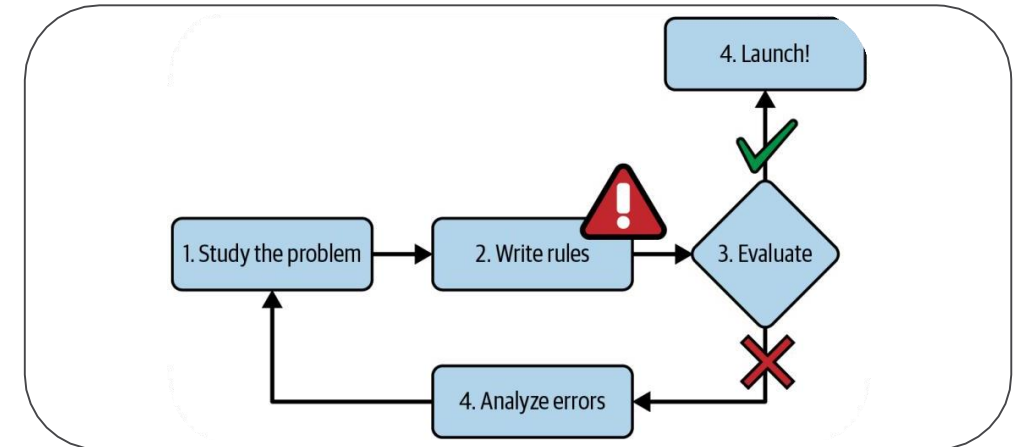 4. Launch!
1. Study the problem
2. Write rules
3. Evaluate
4. Analyze errors